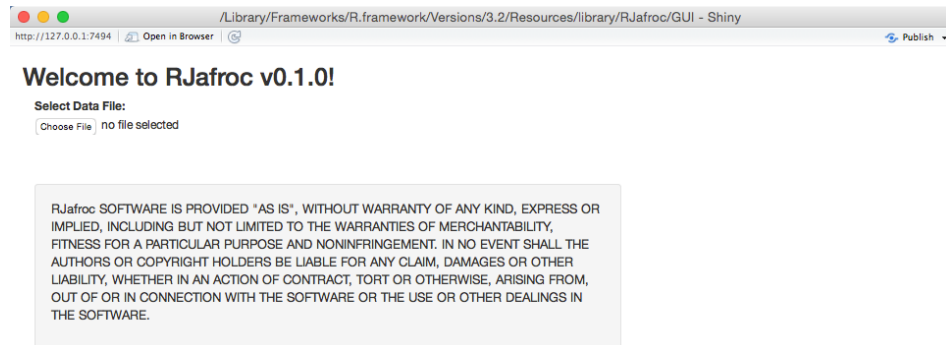 /Library/Frameworks/R.framework/Versions/3.2/Resources/library/RJafroc/GUI - Shiny
http://127.0.0.1:7494 Open in Browser Publish
Welcome to RJafroc v0.1.0!
Select Data File:
Choose File no file selected
RJafroc SOFTWARE IS PROVIDED "AS IS", WITHOUT WARRANTY OF ANY KIND, EXPRESS OR
IMPLIED, INCLUDING BUT NOT LIMITED TO THE WARRANTIES OF MERCHANTABILITY,
FITNESS FOR A PARTICULAR PURPOSE AND NONINFRINGEMENT. IN NO EVENT SHALL THE
AUTHORS OR COPYRIGHT HOLDERS BE LIABLE FOR ANY CLAIM, DAMAGES OR OTHER
LIABILITY, WHETHER IN AN ACTION OF CONTRACT, TORT OR OTHERWISE, ARISING FROM,
OUT OF OR IN CONNECTION WITH THE SOFTWARE OR THE USE OR OTHER DEALINGS IN
THE SOFTWARE.